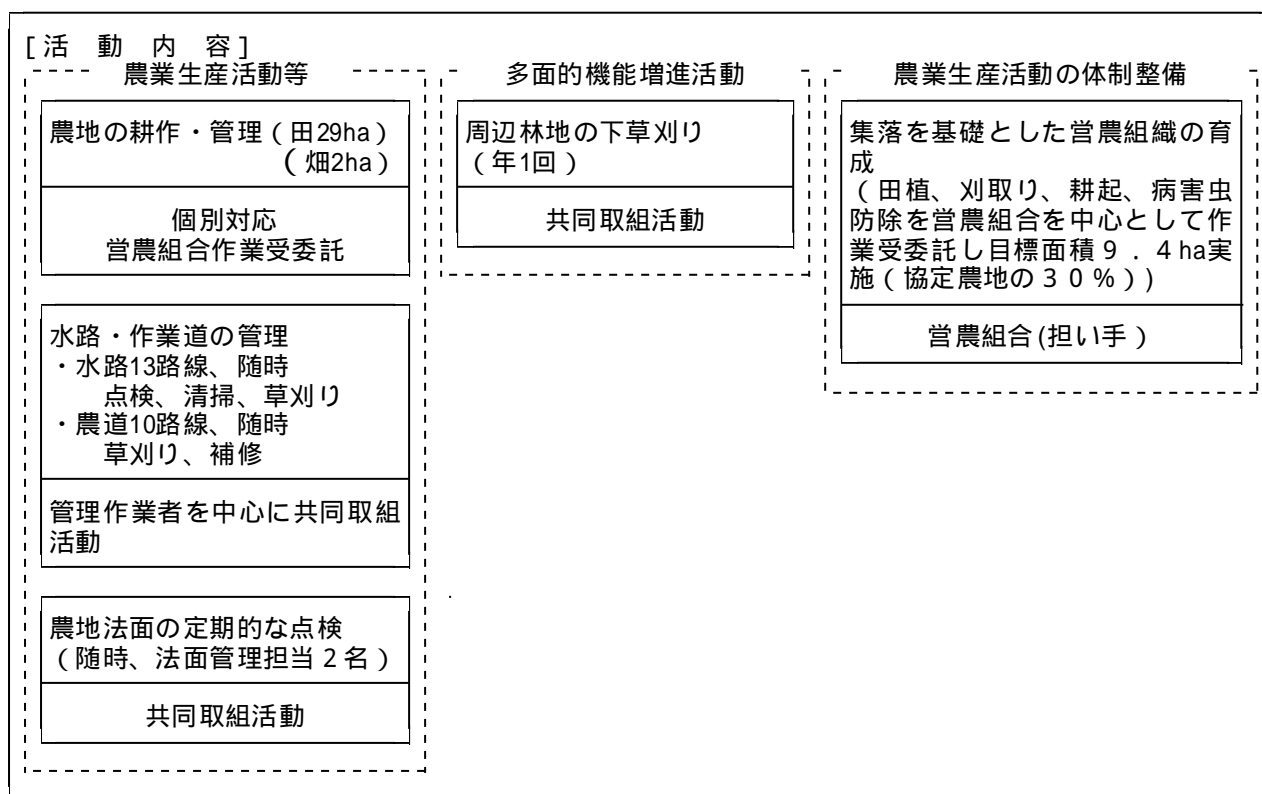 [活　動　内　容]
農業生産活動等
農地の耕作・管理（田29ha）
（畑2ha）
個別対応
営農組合作業受委託
水路・作業道の管理
・水路13路線、随時
点検、清掃、草刈り
・農道10路線、随時
草刈り、補修
管理作業者を中心に共同取組
活動
農地法面の定期的な点検
（随時、法面管理担当２名）
共同取組活動
多面的機能増進活動
周辺林地の下草刈り
（年1回）
共同取組活動
農業生産活動の体制整備
集落を基礎とした営農組織の育
成
（田植、刈取り、耕起、病害虫
防除を営農組合を中心として作
業受委託し目標面積９．４ha実
施（協定農地の３０％））
営農組合(担い手）